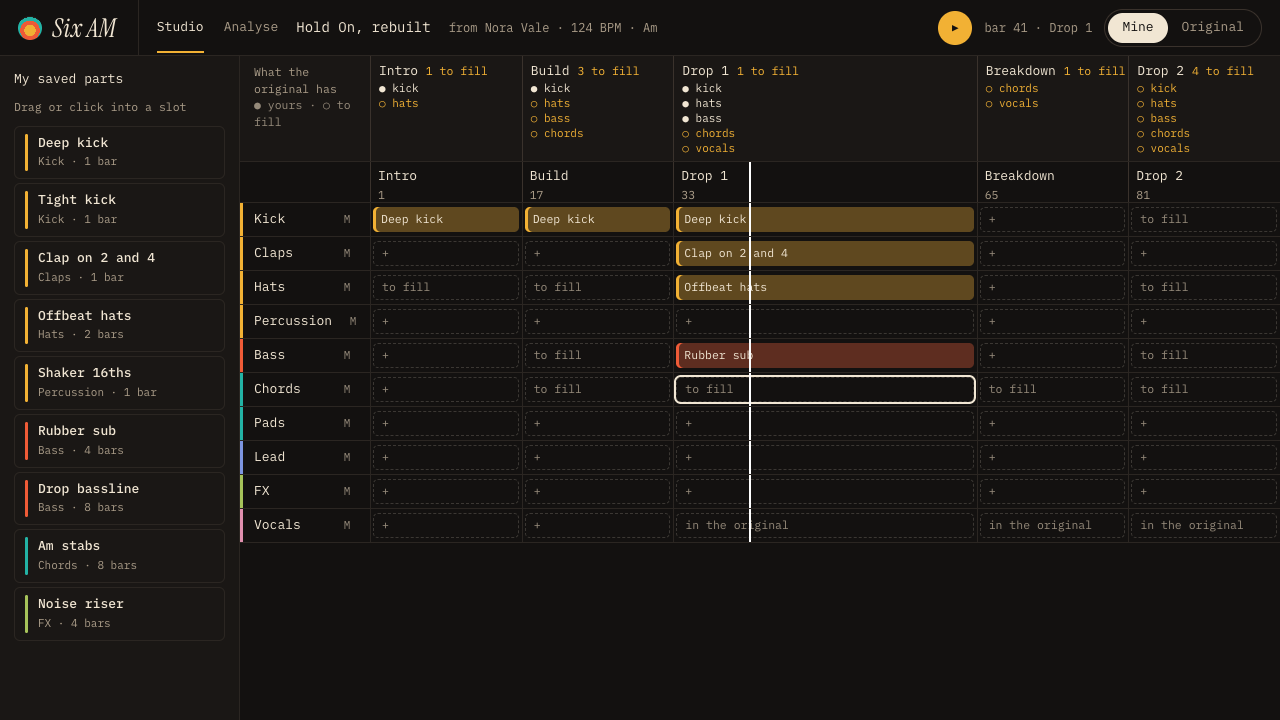 Six AM
Studio Analyse Hold On, rebuilt from Nora Vale · 124 BPM · Am
▶ bar 41 · Drop 1 Mine Original
My saved parts
Drag or click into a slot
Deep kick
Kick · 1 bar
Tight kick
Kick · 1 bar
Clap on 2 and 4
Claps · 1 bar
Offbeat hats
Hats · 2 bars
Shaker 16ths
Percussion · 1 bar
Rubber sub
Bass · 4 bars
Drop bassline
Bass · 8 bars
Am stabs
Chords · 8 bars
Noise riser
FX · 4 bars
What the
original has
● yours · ○ to
fill
Intro 1 to fill
● kick
○ hats
Build 3 to fill
● kick
○ hats
○ bass
○ chords
Drop 1 1 to fill
● kick
● hats
● bass
○ chords
○ vocals
Breakdown 1 to fill
○ chords
○ vocals
Drop 2 4 to fill
○ kick
○ hats
○ bass
○ chords
○ vocals
Intro Build Drop 1 Breakdown Drop 2
1 17 33 65 81
Kick M Deep kick Deep kick Deep kick + to fill
Claps M + + Clap on 2 and 4 + +
Hats M to fill to fill Offbeat hats + to fill
Percussion M + + + + +
Bass M + to fill Rubber sub + to fill
Chords M + to fill to fill to fill to fill
Pads M + + + + +
Lead M + + + + +
FX M + + + + +
Vocals M + + in the original in the original in the original